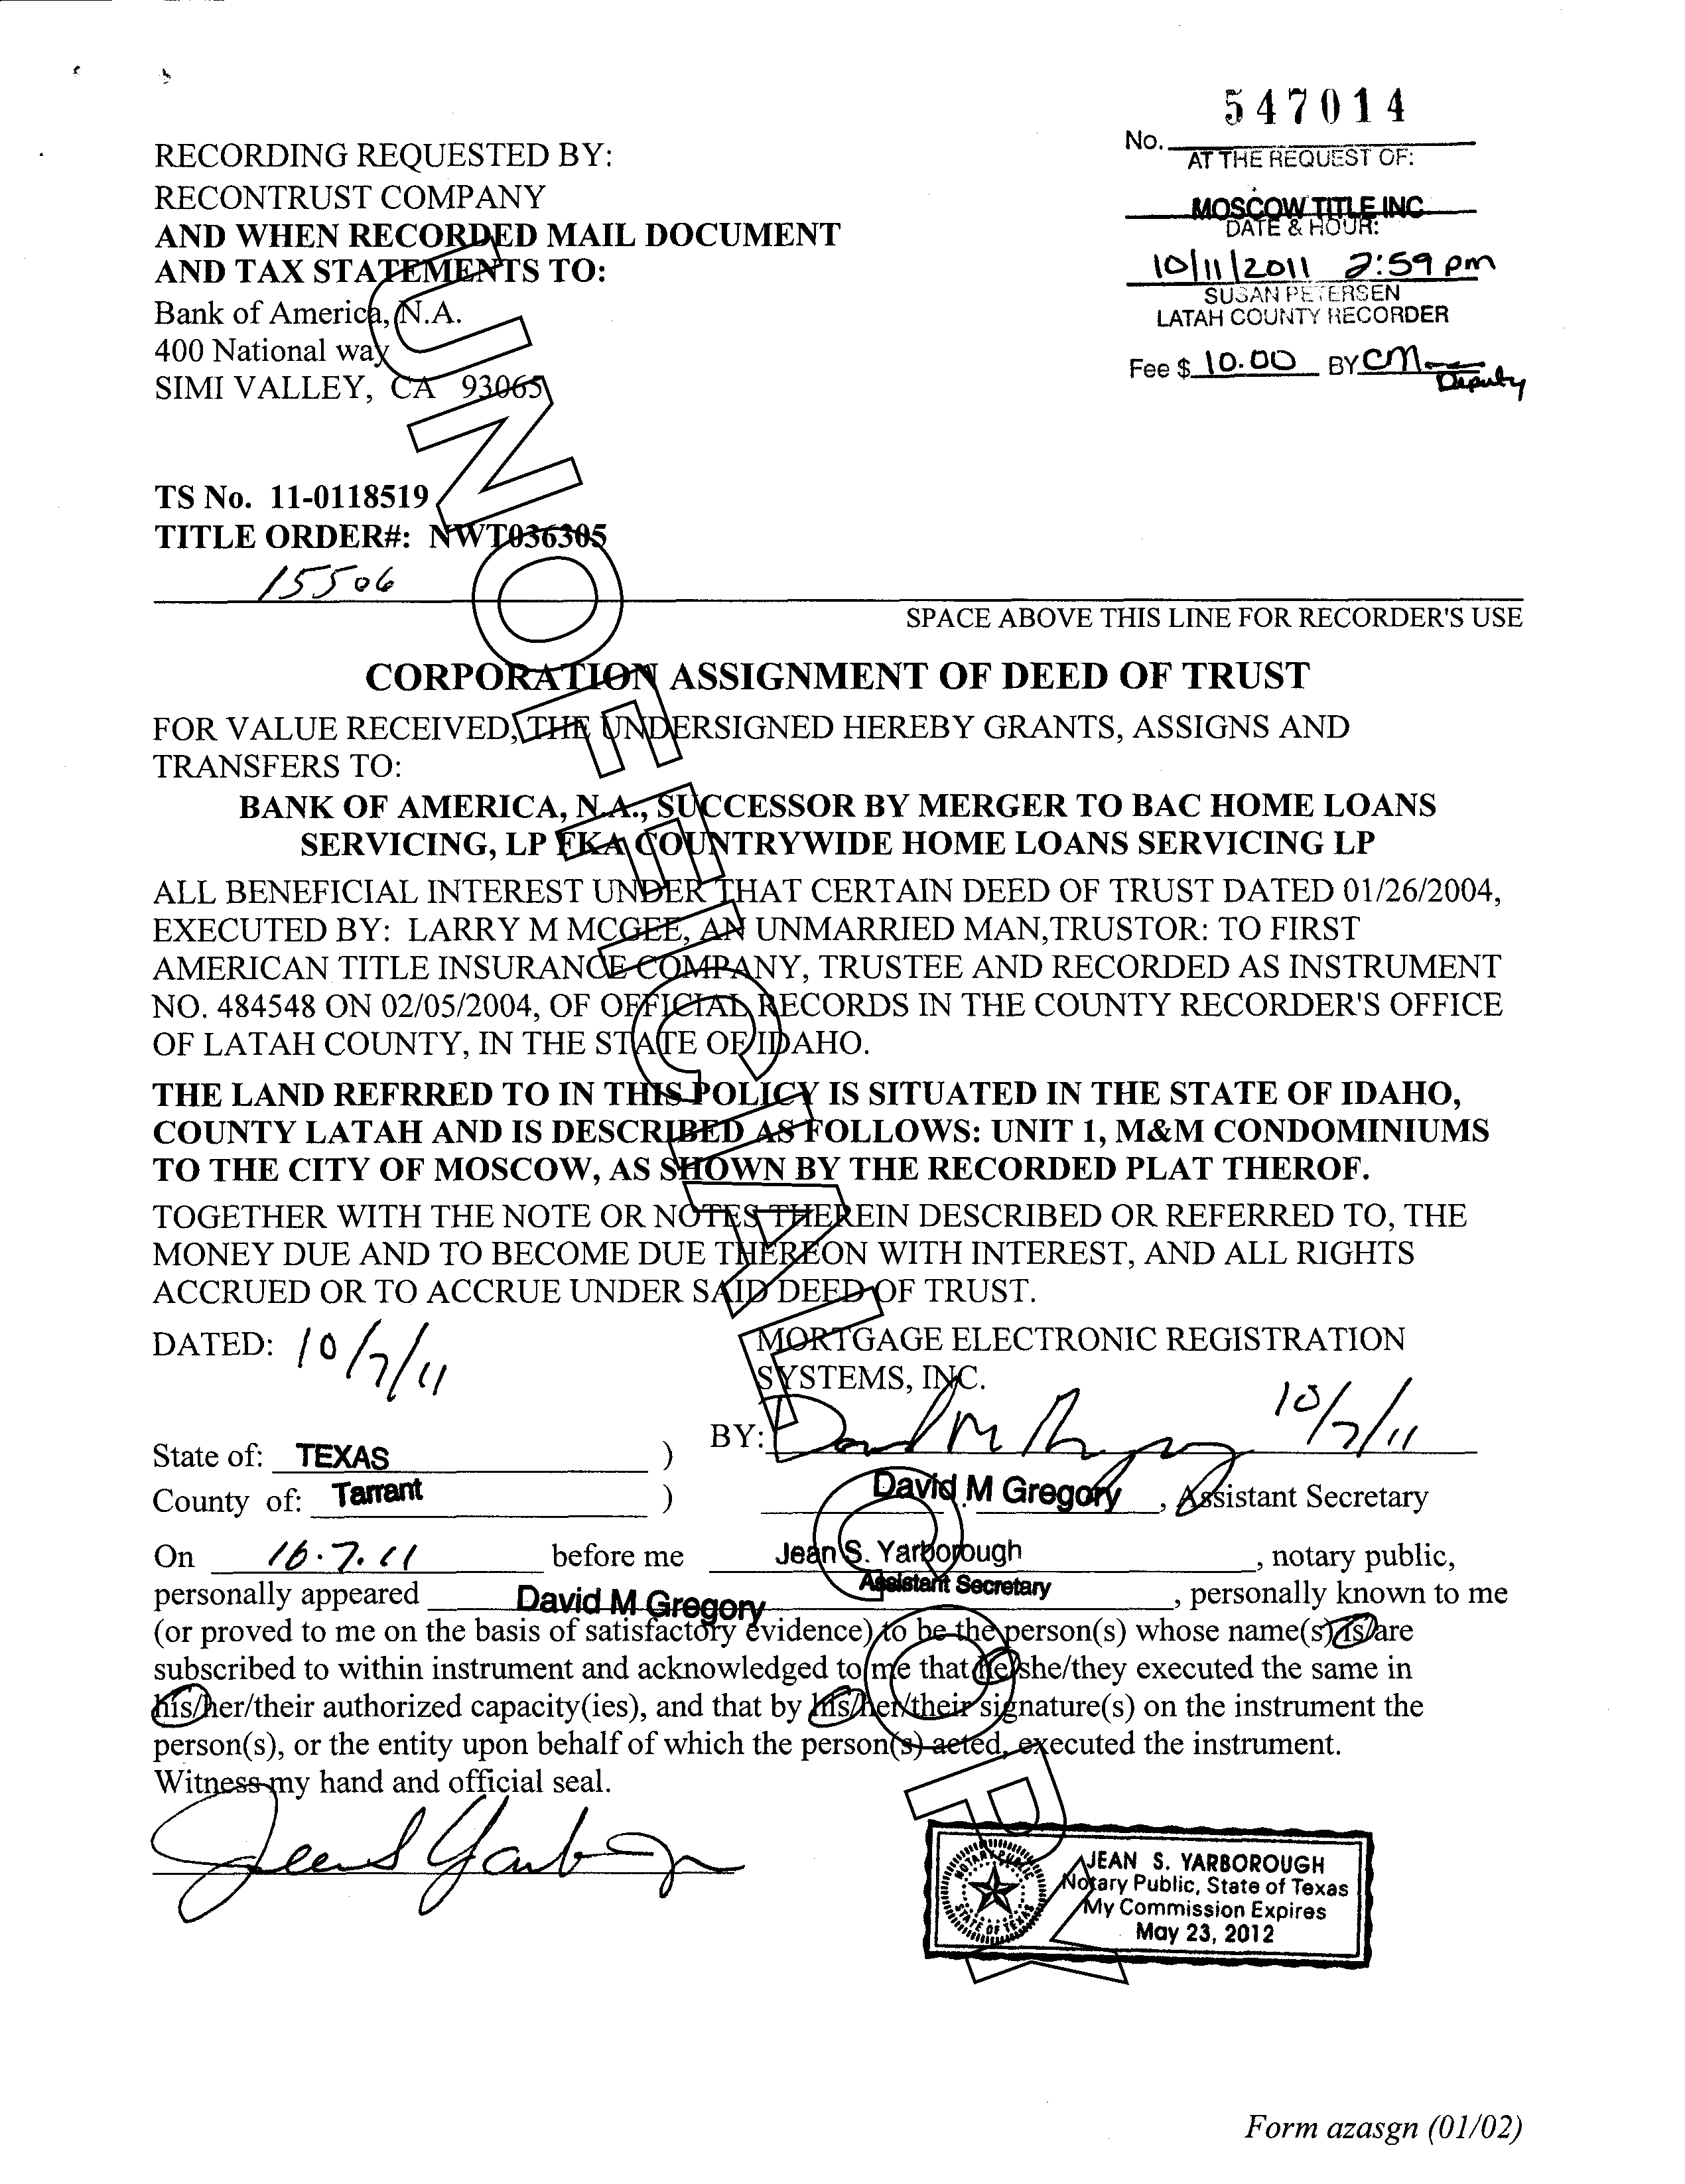 547014
No.
AT THE REQUEST OF:
MOSCOW TITLE INC
DATE & HOUR:
10/11/2011 2:59 pm
SUSAN PETERSEN
LATAH COUNTY RECORDER
Fee $ 10.00 BY CM
Deputy
RECORDING REQUESTED BY:
RECONTRUST COMPANY
AND WHEN RECORDED MAIL DOCUMENT
AND TAX STATEMENTS TO:
Bank of America, N.A.
400 National way
SIMI VALLEY, CA 93065
TS No. 11-0118519
TITLE ORDER#: NWT036305
15506
SPACE ABOVE THIS LINE FOR RECORDER'S USE
CORPORATION ASSIGNMENT OF DEED OF TRUST
FOR VALUE RECEIVED, THE UNDERSIGNED HEREBY GRANTS, ASSIGNS AND
TRANSFERS TO:
BANK OF AMERICA, N.A., SUCCESSOR BY MERGER TO BAC HOME LOANS
SERVICING, LP FKA COUNTRYWIDE HOME LOANS SERVICING LP
ALL BENEFICIAL INTEREST UNDER THAT CERTAIN DEED OF TRUST DATED 01/26/2004,
EXECUTED BY: LARRY M MCGEE, AN UNMARRIED MAN,TRUSTOR: TO FIRST
AMERICAN TITLE INSURANCE COMPANY, TRUSTEE AND RECORDED AS INSTRUMENT
NO. 484548 ON 02/05/2004, OF OFFICIAL RECORDS IN THE COUNTY RECORDER'S OFFICE
OF LATAH COUNTY, IN THE STATE OF IDAHO.
THE LAND REFRRED TO IN THIS POLICY IS SITUATED IN THE STATE OF IDAHO,
COUNTY LATAH AND IS DESCRIBED AS FOLLOWS: UNIT 1, M&M CONDOMINIUMS
TO THE CITY OF MOSCOW, AS SHOWN BY THE RECORDED PLAT THEROF.
TOGETHER WITH THE NOTE OR NOTES THEREIN DESCRIBED OR REFERRED TO, THE
MONEY DUE AND TO BECOME DUE THEREON WITH INTEREST, AND ALL RIGHTS
ACCRUED OR TO ACCRUE UNDER SAID DEED OF TRUST.
DATED: 10/7/11
MORTGAGE ELECTRONIC REGISTRATION
SYSTEMS, INC.
BY: David M Gregory 10/7/11
David M Gregory , Assistant Secretary
State of: TEXAS )
County of: Tarrant )
On 10.7.11 before me Jean S. Yarborough , notary public,
Assistant Secretary
personally appeared David M Gregory , personally known to me
(or proved to me on the basis of satisfactory evidence) to be the person(s) whose name(s) is/are
subscribed to within instrument and acknowledged to me that he/she/they executed the same in
his/her/their authorized capacity(ies), and that by his/her/their signature(s) on the instrument the
person(s), or the entity upon behalf of which the person(s) acted, executed the instrument.
Witness my hand and official seal.
Jean S Yarborough
NOTARY PUBLIC
STATE OF TEXAS
JEAN S. YARBOROUGH
Notary Public, State of Texas
My Commission Expires
May 23, 2012
UNOFFICIAL COPY
Form azasgn (01/02)